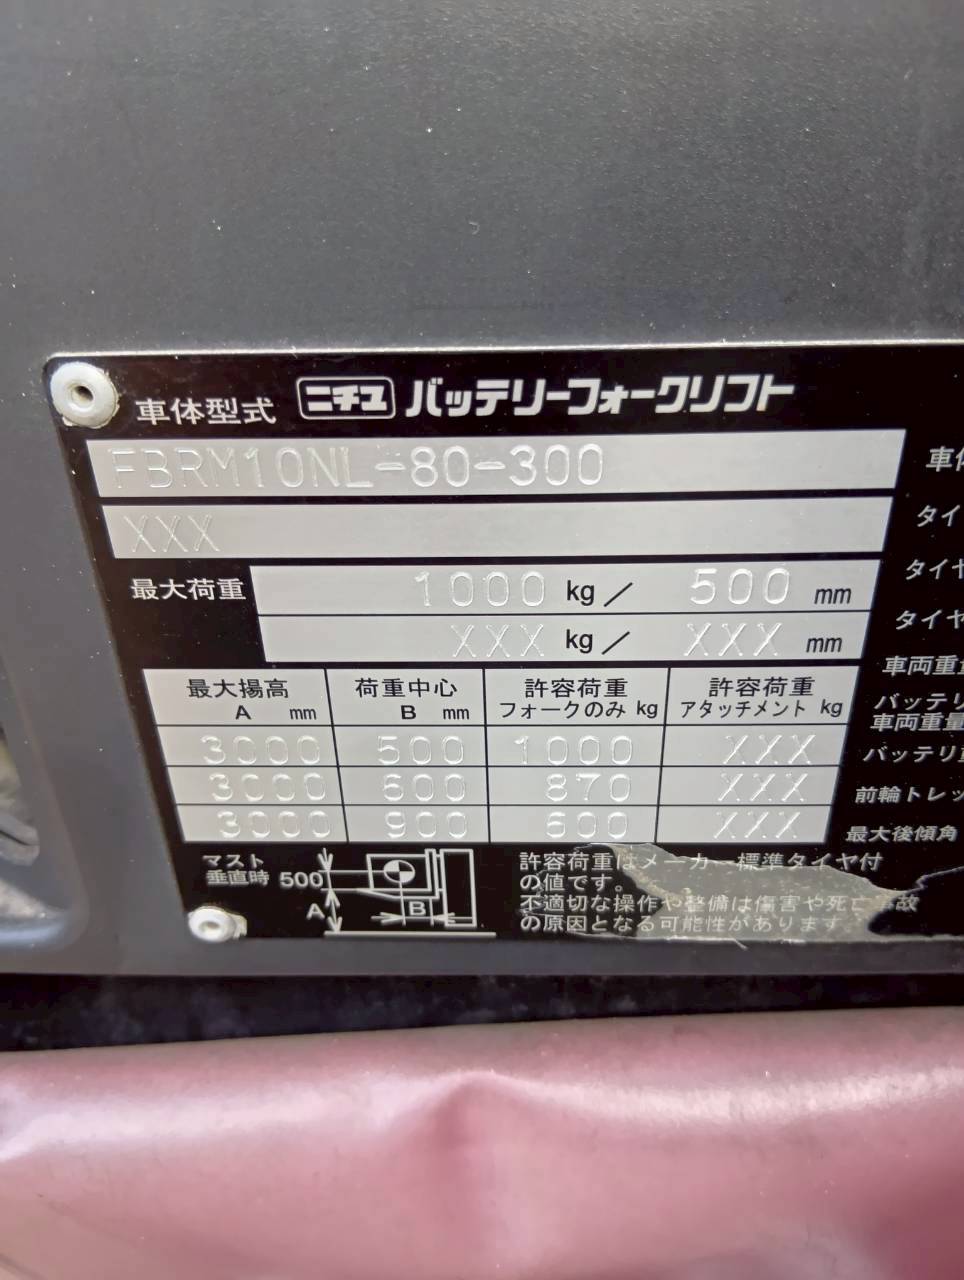 車体型式 ニチユ バッテリーフォークリフト
FBRM10NL-80-300
XXX
最大荷重 1000 kg / 500 mm
XXX kg / XXX mm
最大揚高 荷重中心 許容荷重 許容荷重
A mm B mm フォークのみ kg アタッチメント kg
3000 500 1000 XXX
3000 600 870 XXX
3000 900 600 XXX
マスト
垂直時 500
A B
許容荷重はメーカー標準タイヤ付
の値です。
不適切な操作や整備は傷害や死亡事故
の原因となる可能性があります
車体
タイ
タイヤ
タイヤ
車両重量
バッテリ
車両重量
バッテリ重
前輪トレッ
最大後傾角